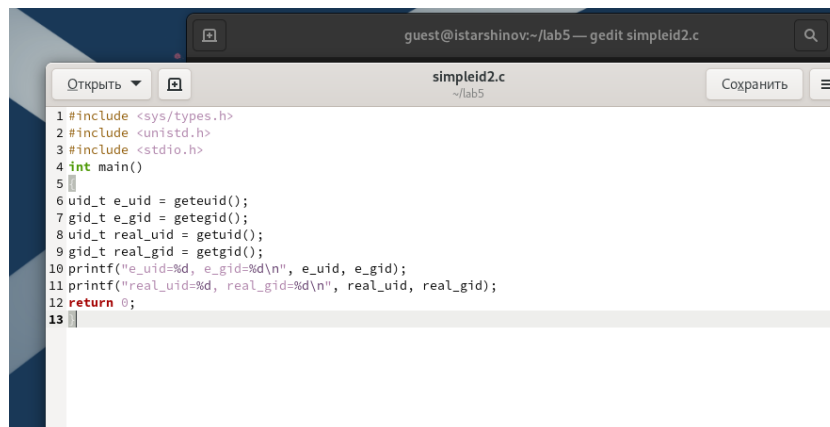 guest@istarshinov:~/lab5 — gedit simpleid2.c
Открыть
simpleid2.c
~/lab5
Сохранить
1 #include <sys/types.h>
2 #include <unistd.h>
3 #include <stdio.h>
4 int main()
5 {
6 uid_t e_uid = geteuid();
7 gid_t e_gid = getegid();
8 uid_t real_uid = getuid();
9 gid_t real_gid = getgid();
10 printf("e_uid=%d, e_gid=%d\n", e_uid, e_gid);
11 printf("real_uid=%d, real_gid=%d\n", real_uid, real_gid);
12 return 0;
13 }